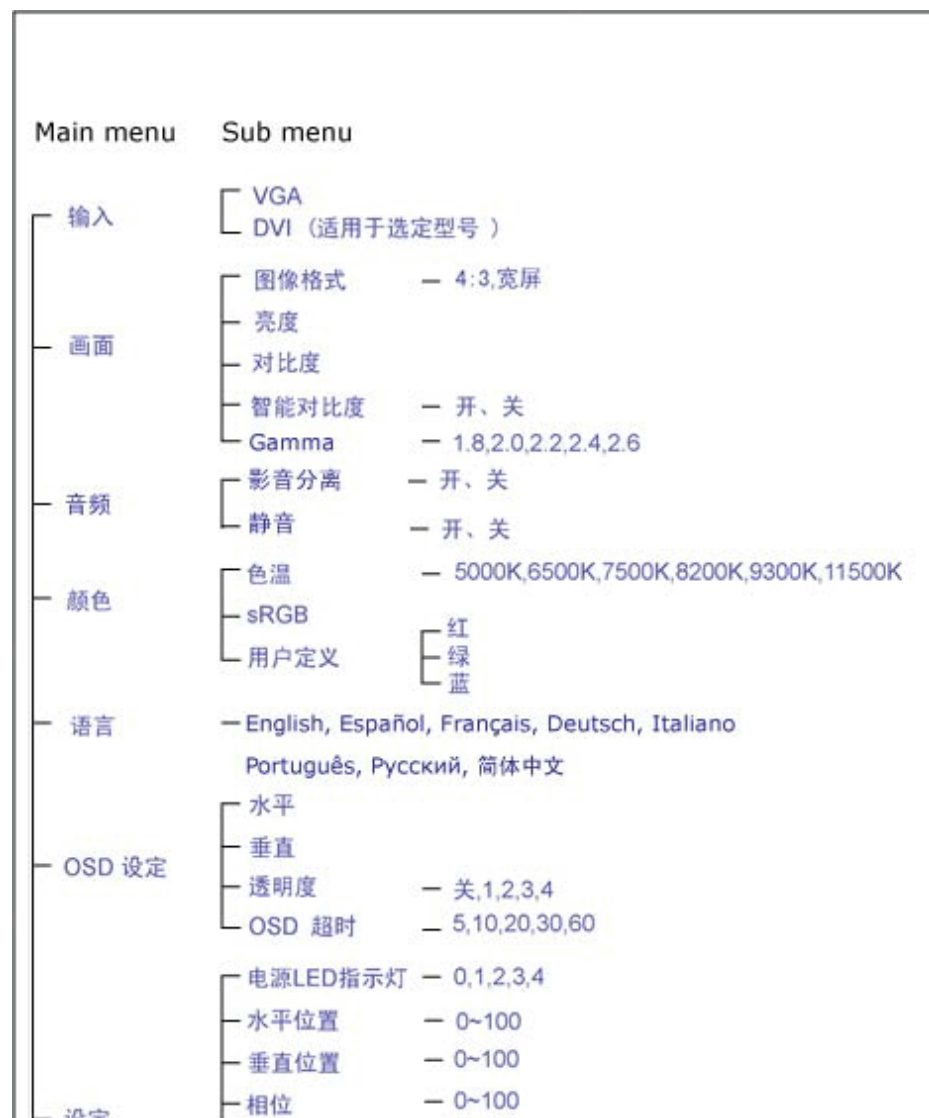 Main menu Sub menu
输入
VGA
DVI (适用于选定型号 )
画面
图像格式 — 4:3,宽屏
亮度
对比度
智能对比度 — 开、关
Gamma — 1.8,2.0,2.2,2.4,2.6
音频
影音分离 — 开、关
静音 — 开、关
颜色
色温 — 5000K,6500K,7500K,8200K,9300K,11500K
sRGB
用户定义
红
绿
蓝
语言
English, Español, Français, Deutsch, Italiano
Português, Русский, 简体中文
OSD 设定
水平
垂直
透明度 — 关,1,2,3,4
OSD 超时 — 5,10,20,30,60
设定
电源LED指示灯 — 0,1,2,3,4
水平位置 — 0~100
垂直位置 — 0~100
相位 — 0~100